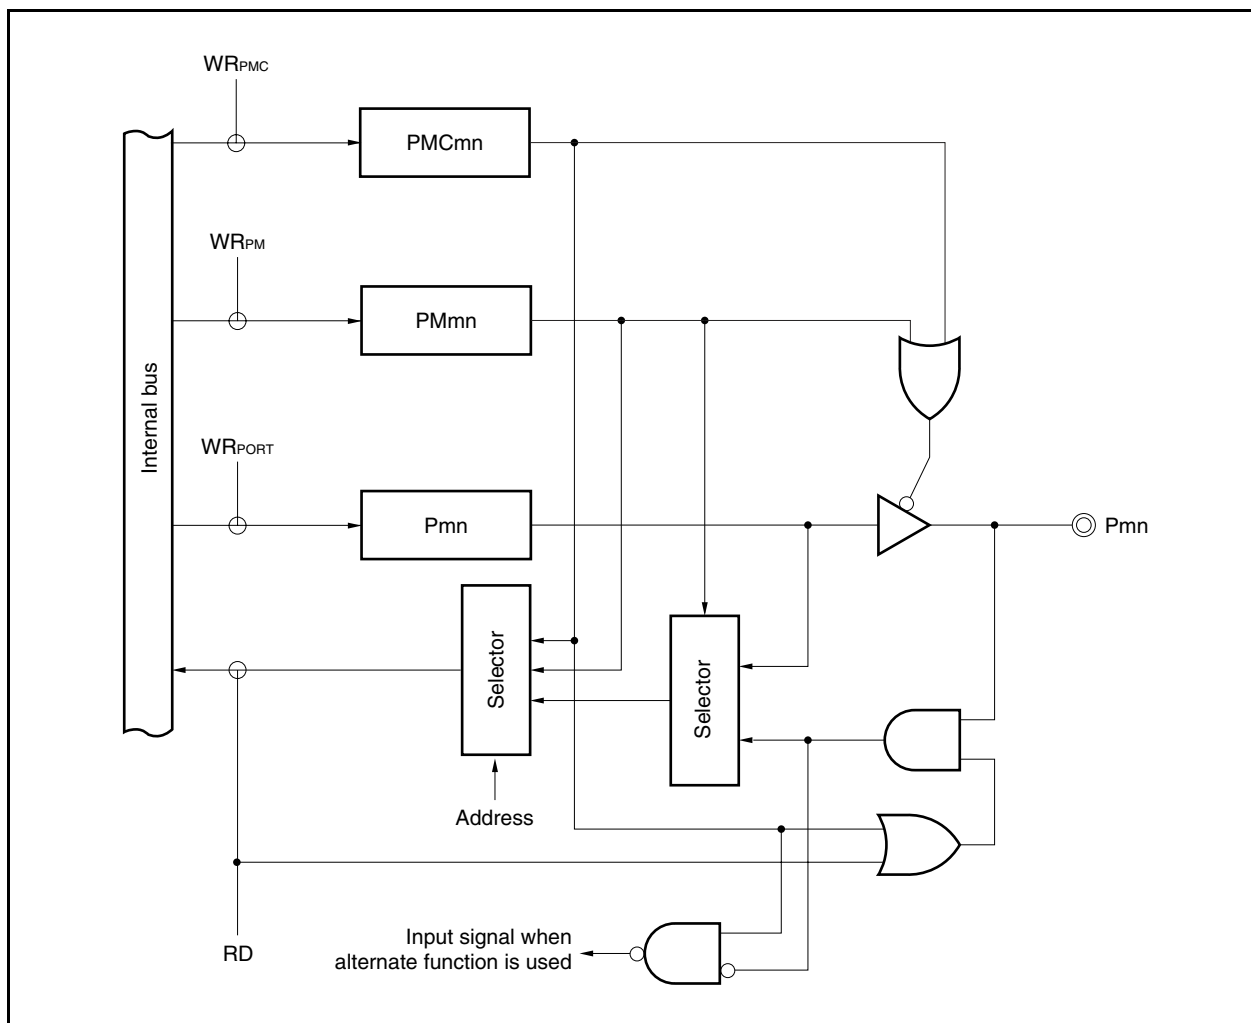 WRPMC
PMCmn
WRPM
PMmn
Internal bus
WRPORT
Pmn
Pmn
Selector
Selector
Address
RD
Input signal when
alternate function is used